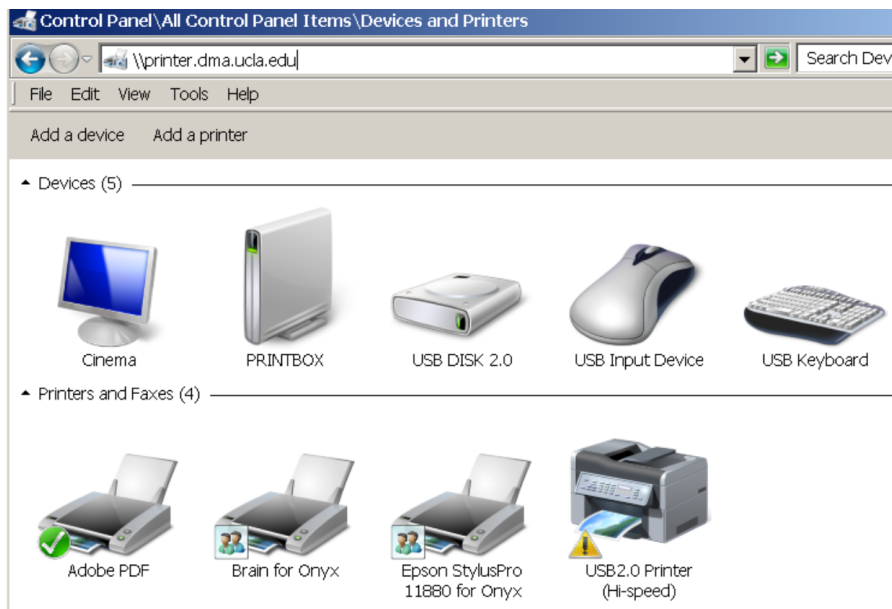 Control Panel\All Control Panel Items\Devices and Printers
\\printer.dma.ucla.edu
Search Dev
File Edit View Tools Help
Add a device Add a printer
Devices (5)
Cinema
PRINTBOX
USB DISK 2.0
USB Input Device
USB Keyboard
Printers and Faxes (4)
Adobe PDF
Brain for Onyx
Epson StylusPro
11880 for Onyx
USB2.0 Printer
(Hi-speed)